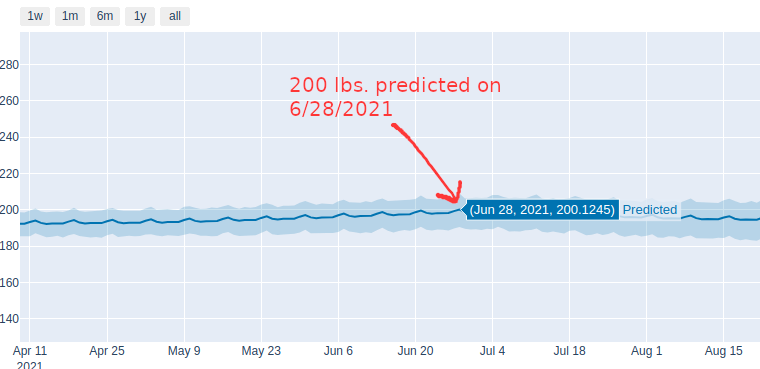 1w 1m 6m 1y all
280
260
240
220
200
180
160
140
200 lbs. predicted on
6/28/2021
(Jun 28, 2021, 200.1245) Predicted
Apr 11 Apr 25 May 9 May 23 Jun 6 Jun 20 Jul 4 Jul 18 Aug 1 Aug 15
2021